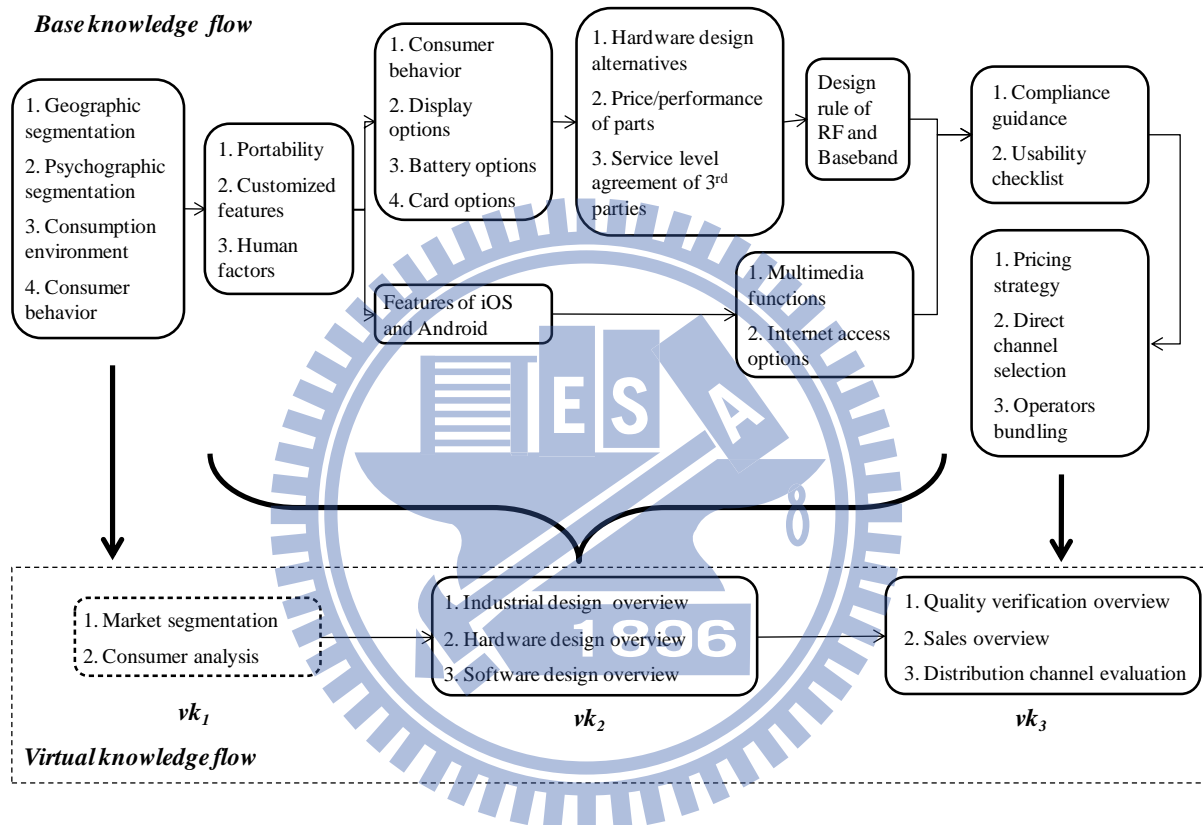 Base knowledge flow
1. Geographic
segmentation
2. Psychographic
segmentation
3. Consumption
environment
4. Consumer
behavior
1. Portability
2. Customized
features
3. Human
factors
1. Consumer
behavior
2. Display
options
3. Battery options
4. Card options
Features of iOS
and Android
1. Hardware design
alternatives
2. Price/performance
of parts
3. Service level
agreement of 3rd
parties
1. Multimedia
functions
2. Internet access
options
Design
rule of
RF and
Baseband
1. Compliance
guidance
2. Usability
checklist
1. Pricing
strategy
2. Direct
channel
selection
3. Operators
bundling
E S A
8
1896
1. Market segmentation
2. Consumer analysis
vk1
1. Industrial design overview
2. Hardware design overview
3. Software design overview
vk2
1. Quality verification overview
2. Sales overview
3. Distribution channel evaluation
vk3
Virtual knowledge flow